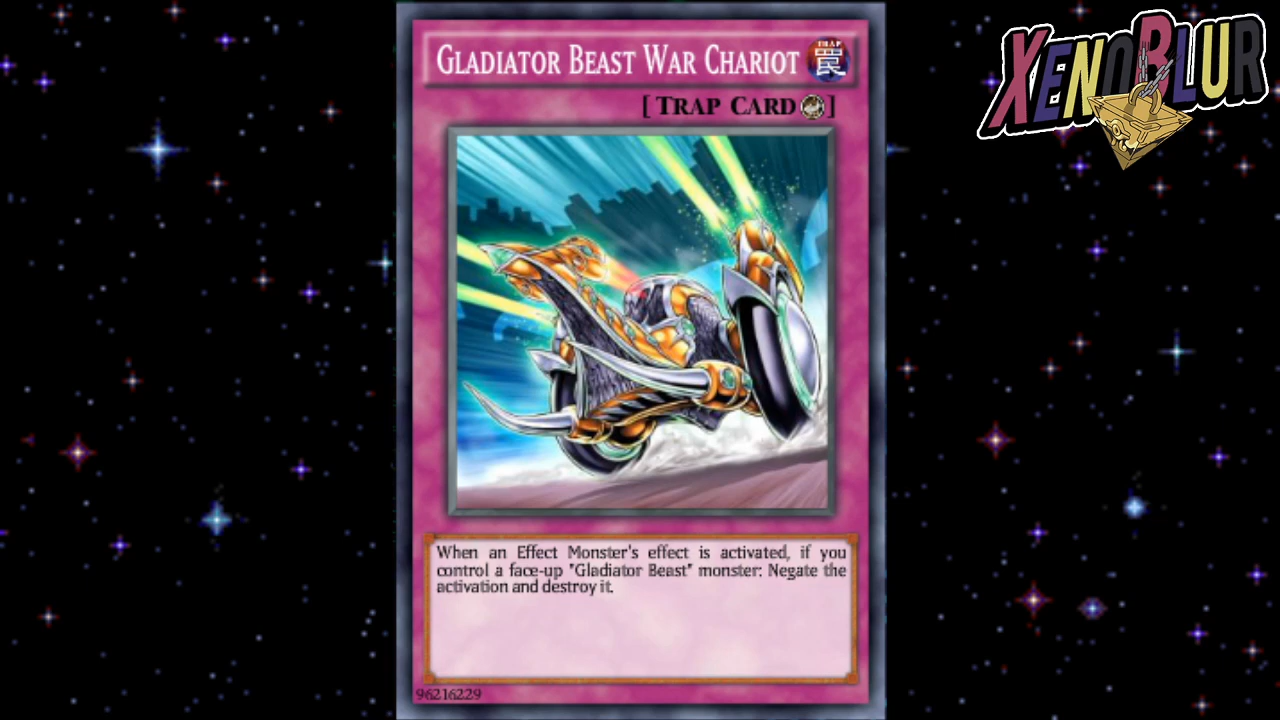 GLADIATOR BEAST WAR CHARIOT
TRAP
罠
XENOBLUR
[TRAP CARD]
When an Effect Monster's effect is activated, if you
control a face-up "Gladiator Beast" monster: Negate the
activation and destroy it.
96216229